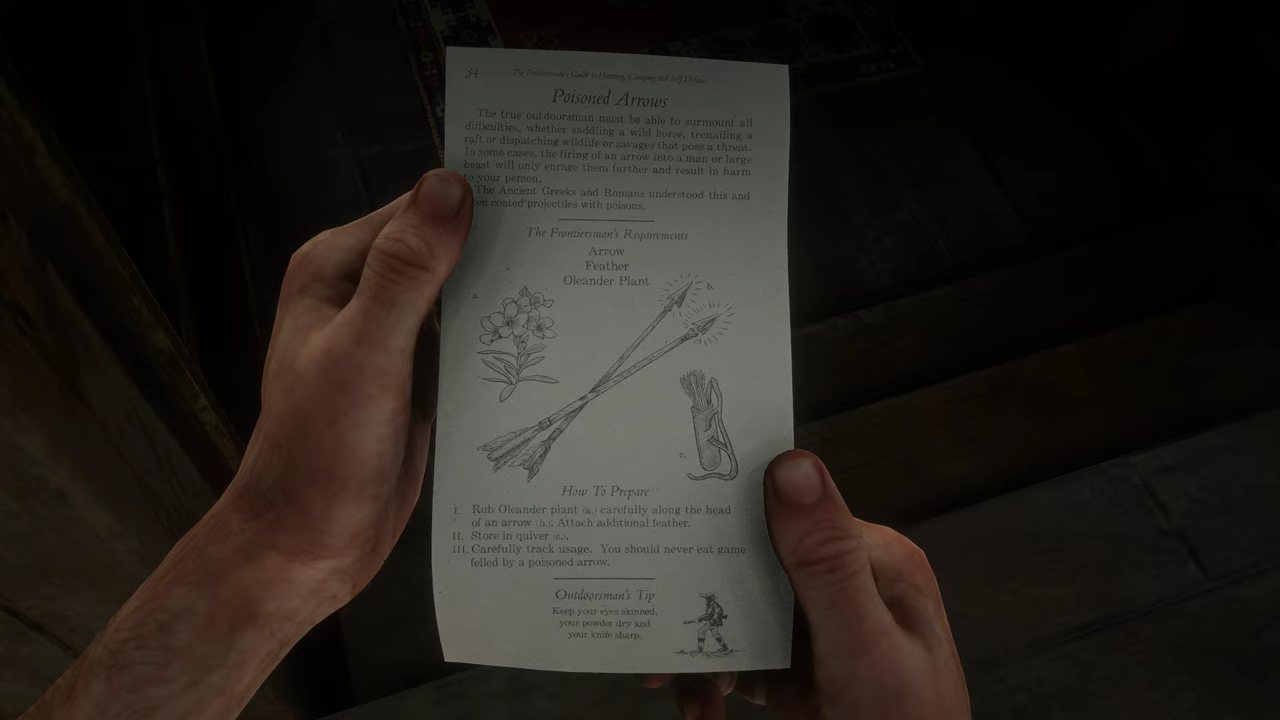 34 The Frontiersman's Guide to Hunting, Camping and Self Defense
Poisoned Arrows
The true outdoorsman must be able to surmount all
difficulties, whether saddling a wild horse, trenailing a
raft or dispatching wildlife or savages that pose a threat.
In some cases, the firing of an arrow into a man or large
beast will only enrage them further and result in harm
to your person.
The Ancient Greeks and Romans understood this and
coated projectiles with poisons.
The Frontiersman's Requirements
Arrow
Feather
Oleander Plant
a.
b.
c.
How To Prepare
I. Rub Oleander plant (a.) carefully along the head
of an arrow (b.). Attach additional feather.
II. Store in quiver (c.).
III. Carefully track usage. You should never eat game
felled by a poisoned arrow.
Outdoorsman's Tip
Keep your eyes skinned,
your powder dry and
your knife sharp.